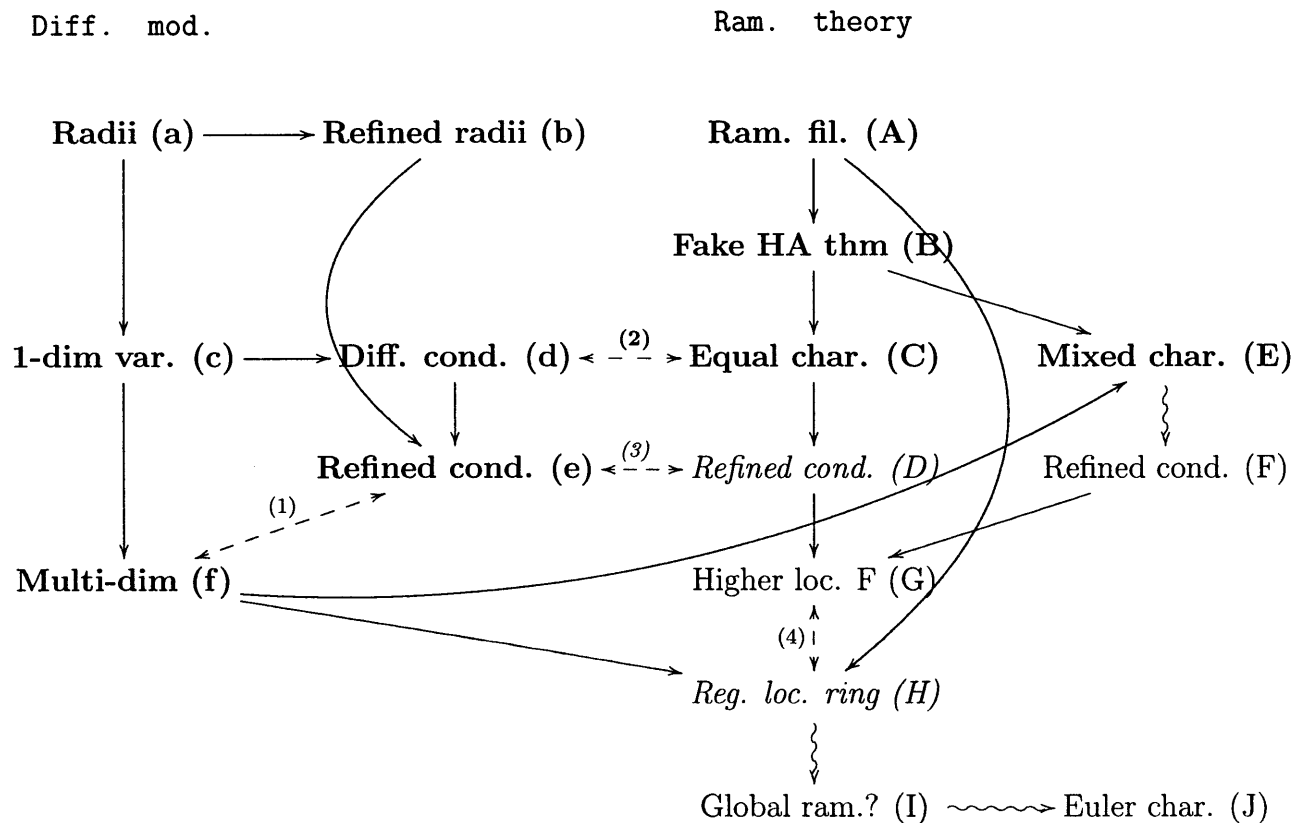 Diff. mod. Ram. theory
Radii (a) Refined radii (b) Ram. fil. (A)
Fake HA thm (B)
1-dim var. (c) Diff. cond. (d) (2) Equal char. (C) Mixed char. (E)
Refined cond. (e) (3) Refined cond. (D) Refined cond. (F)
(1)
Multi-dim (f) Higher loc. F (G)
(4)
Reg. loc. ring (H)
Global ram.? (I) Euler char. (J)